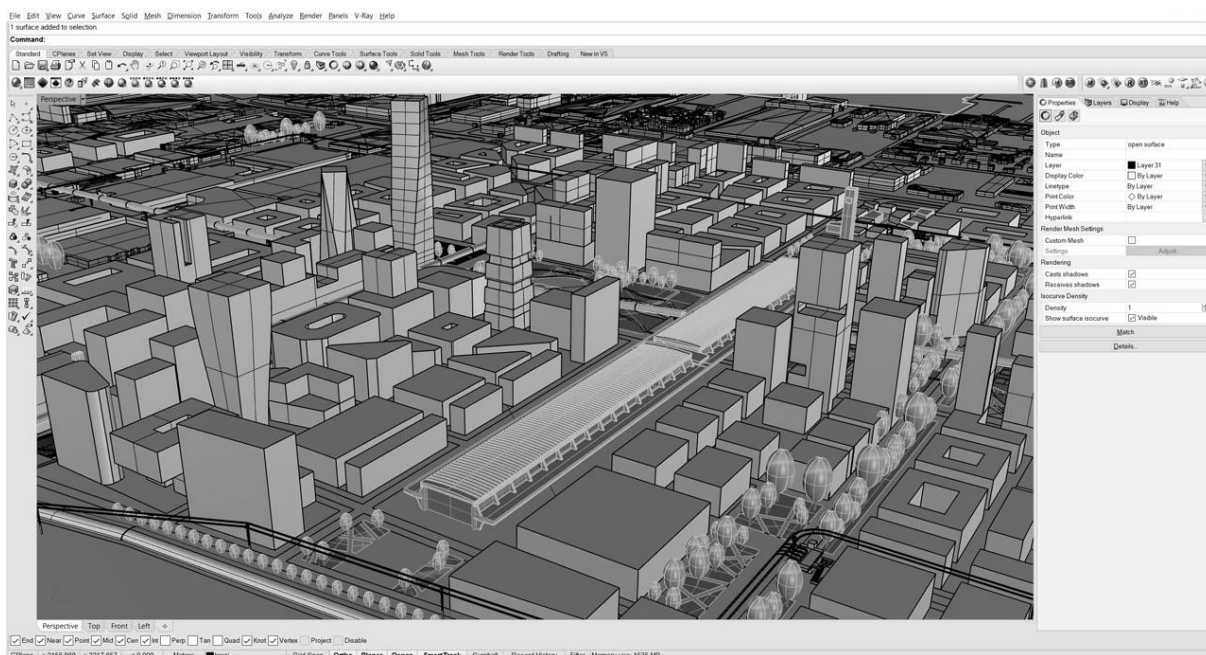 File Edit View Curve Surface Solid Mesh Dimension Transform Tools Analyze Render Panels V-Ray Help
1 surface added to selection.
Command:
Standard CPlanes Set View Display Select Viewport Layout Visibility Transform Curve Tools Surface Tools Solid Tools Mesh Tools Render Tools Drafting New in V5
Perspective
Properties Layers Display Help
Object
Type open surface
Name
Layer Layer 31
Display Color By Layer
Linetype By Layer
Print Color By Layer
Print Width By Layer
Hyperlink
Render Mesh Settings
Custom Mesh
Settings Adjust...
Rendering
Casts shadows
Receives shadows
Isocurve Density
Density 1
Show surface isocurve Visible
Match
Details...
Perspective Top Front Left
End Near Point Mid Cen Int Perp Tan Quad Knot Vertex Project Disable
Grid Snap Ortho Planar Osnap SmartTrack Gumball Record History Filter